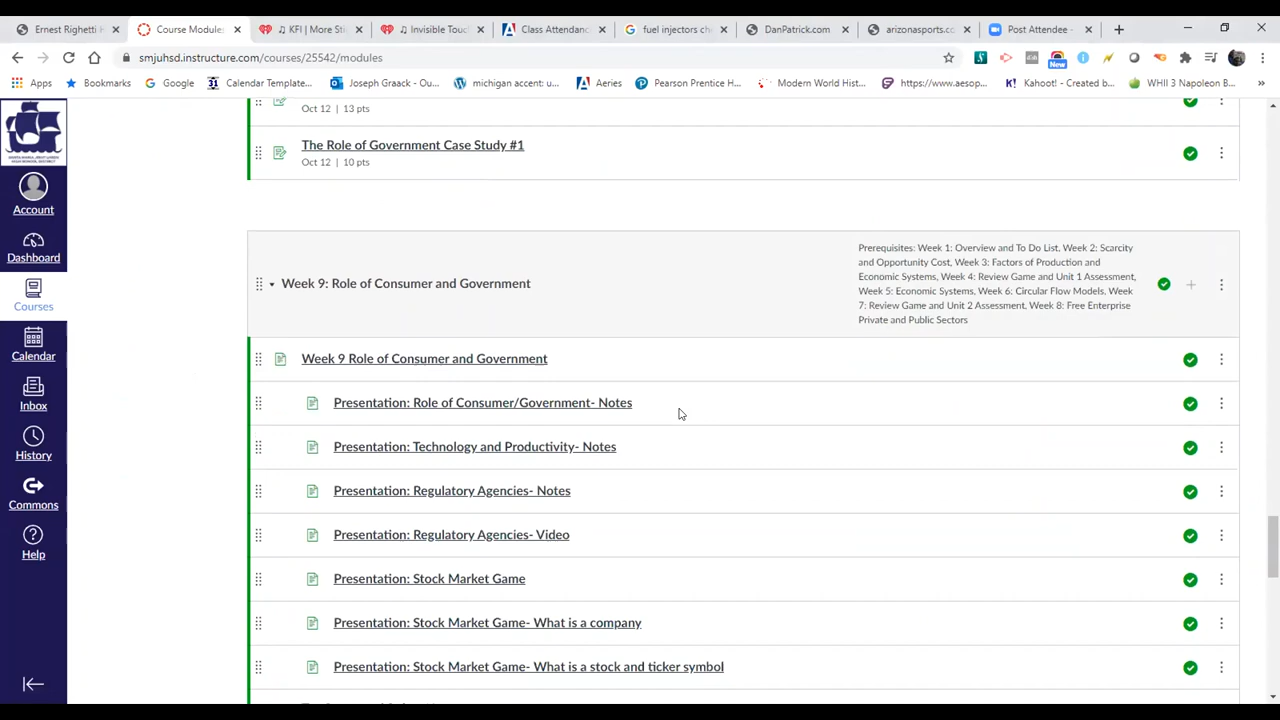 Ernest Righetti H
Course Modules
♫ KFI | More Sti
♫ Invisible Touc
Class Attendanc
fuel injectors ch
DanPatrick.com
arizonasports.co
Post Attendee -
smjuhsd.instructure.com/courses/25542/modules
New
Apps
Bookmarks
Google
31
Calendar Template...
Joseph Graack - Ou...
michigan accent: u...
Aeries
Pearson Prentice H...
Modern World Hist...
https://www.aesop...
Kahoot! - Created b...
WHII 3 Napoleon B...
Oct 12 | 13 pts
The Role of Government Case Study #1
Oct 12 | 10 pts
Account
Dashboard
Courses
Calendar
Inbox
History
Commons
Help
Week 9: Role of Consumer and Government
Prerequisites: Week 1: Overview and To Do List, Week 2: Scarcity
and Opportunity Cost, Week 3: Factors of Production and
Economic Systems, Week 4: Review Game and Unit 1 Assessment,
Week 5: Economic Systems, Week 6: Circular Flow Models, Week
7: Review Game and Unit 2 Assessment, Week 8: Free Enterprise
Private and Public Sectors
Week 9 Role of Consumer and Government
Presentation: Role of Consumer/Government- Notes
Presentation: Technology and Productivity- Notes
Presentation: Regulatory Agencies- Notes
Presentation: Regulatory Agencies- Video
Presentation: Stock Market Game
Presentation: Stock Market Game- What is a company
Presentation: Stock Market Game- What is a stock and ticker symbol